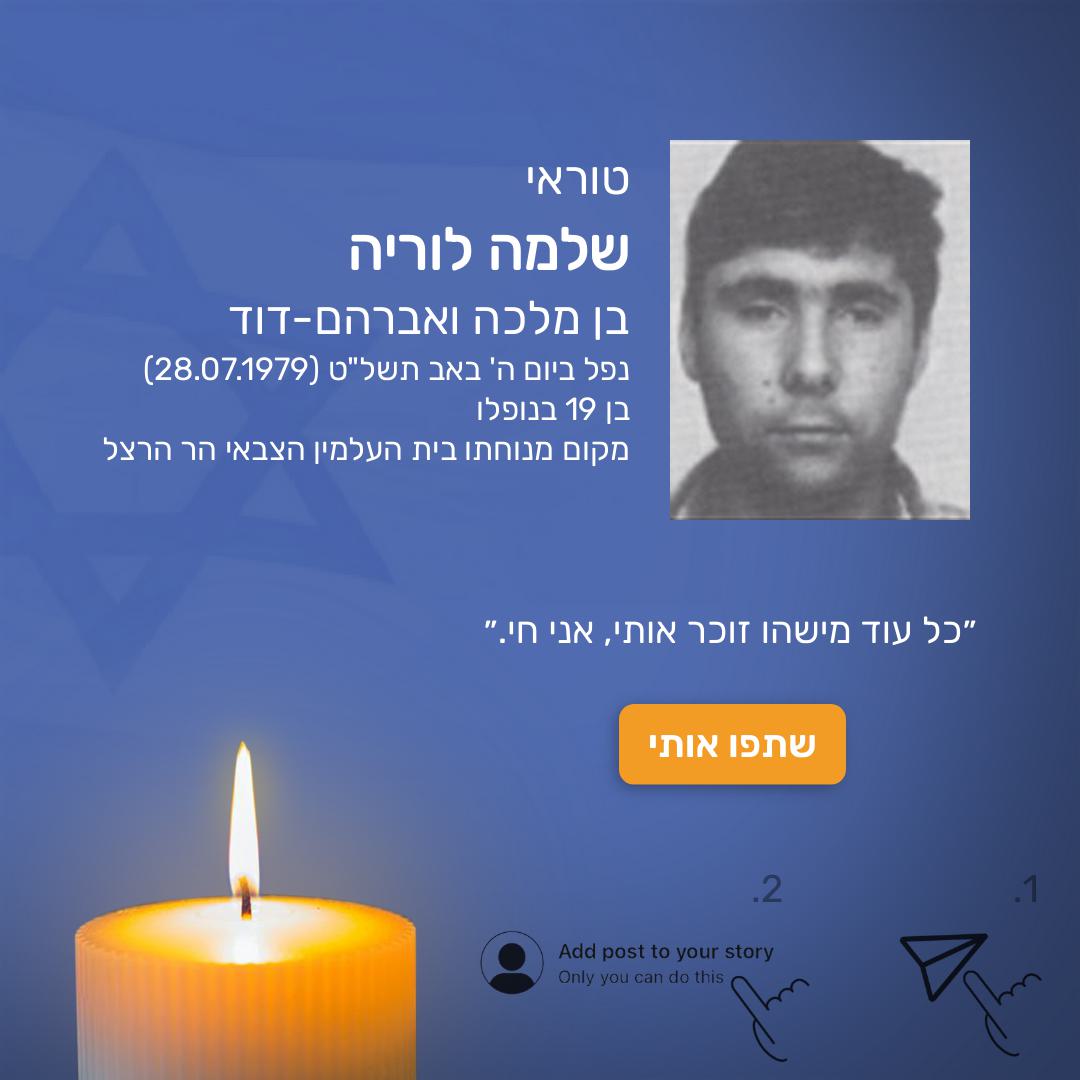 טוראי
שלמה לוריה
בן מלכה ואברהם-דוד
נפל ביום ה' באב תשל"ט (28.07.1979)
בן 19 בנופלו
מקום מנוחתו בית העלמין הצבאי הר הרצל
״כל עוד מישהו זוכר אותי, אני חי.״
שתפו אותי
.1
.2
Add post to your story
Only you can do this